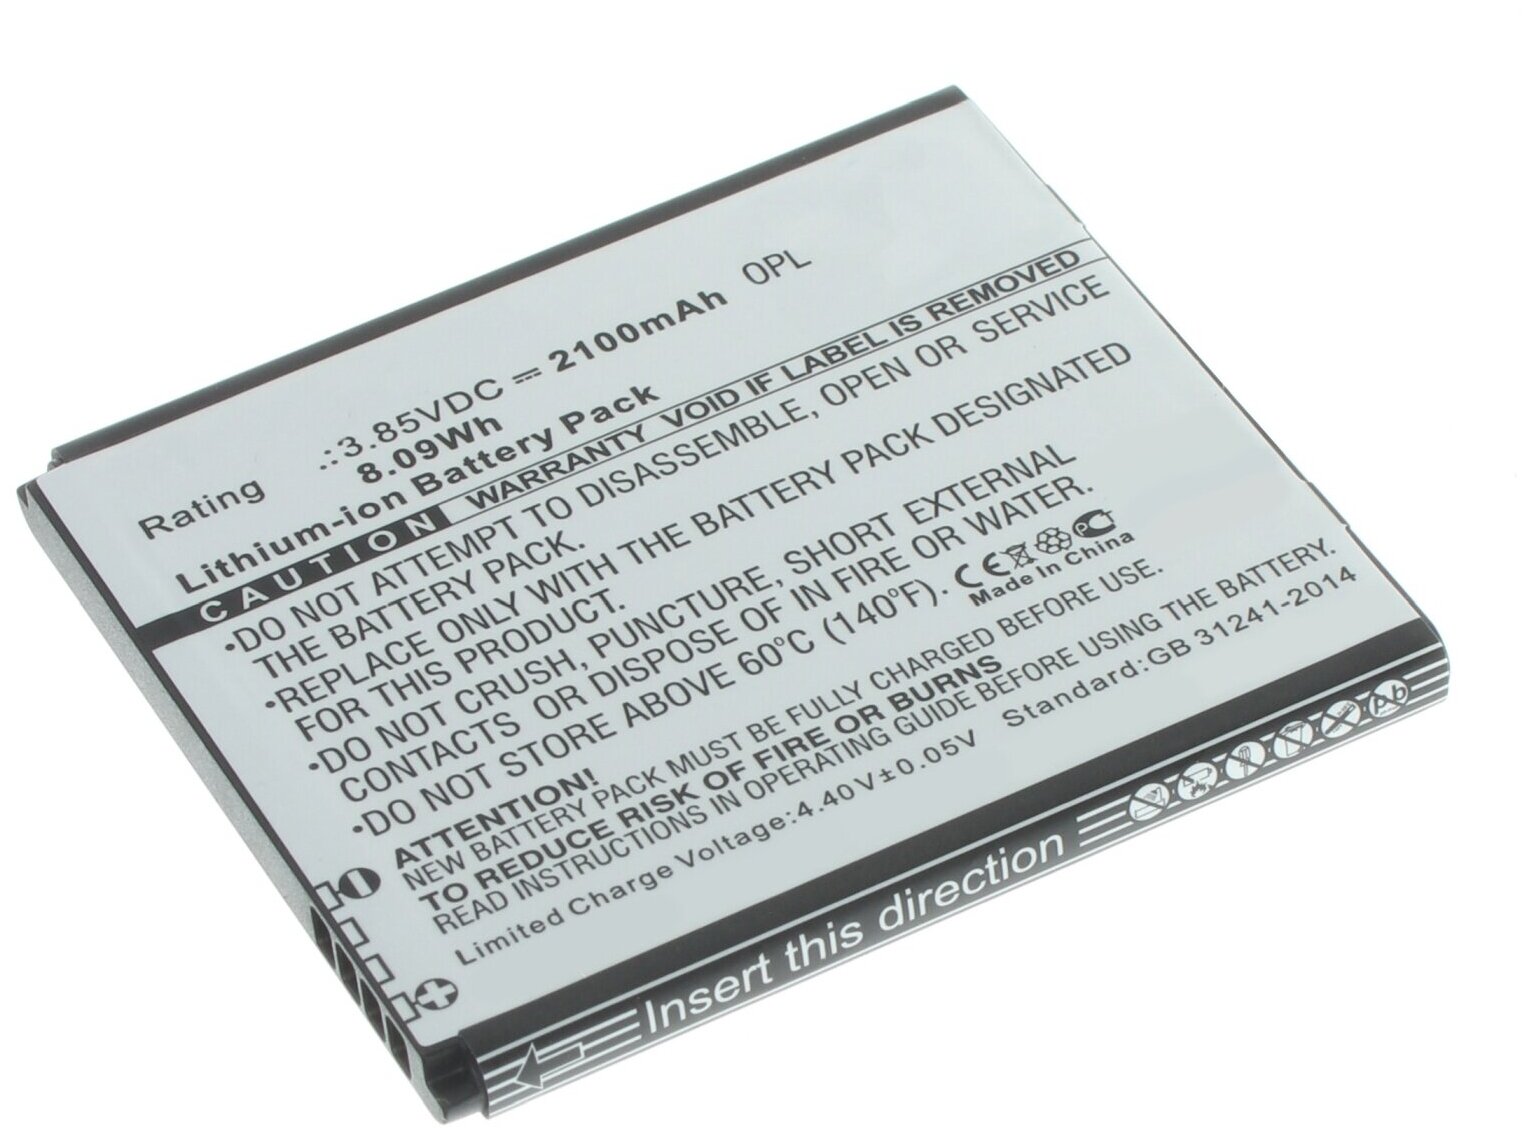 Rating .:3.85VDC ⎓ 2100mAh OPL
8.09Wh
Lithium-ion Battery Pack
CAUTION WARRANTY VOID IF LABEL IS REMOVED
•DO NOT ATTEMPT TO DISASSEMBLE, OPEN OR SERVICE
THE BATTERY PACK.
•REPLACE ONLY WITH THE BATTERY PACK DESIGNATED
FOR THIS PRODUCT.
•DO NOT CRUSH, PUNCTURE, SHORT EXTERNAL
CONTACTS OR DISPOSE OF IN FIRE OR WATER.
•DO NOT STORE ABOVE 60°C (140°F).
CE
Made in China
ATTENTION!
NEW BATTERY PACK MUST BE FULLY CHARGED BEFORE USE.
TO REDUCE RISK OF FIRE OR BURNS
READ INSTRUCTIONS IN OPERATING GUIDE BEFORE USING THE BATTERY.
Limited Charge Voltage:4.40V±0.05V Standard:GB 31241-2014
Insert this direction
Pb